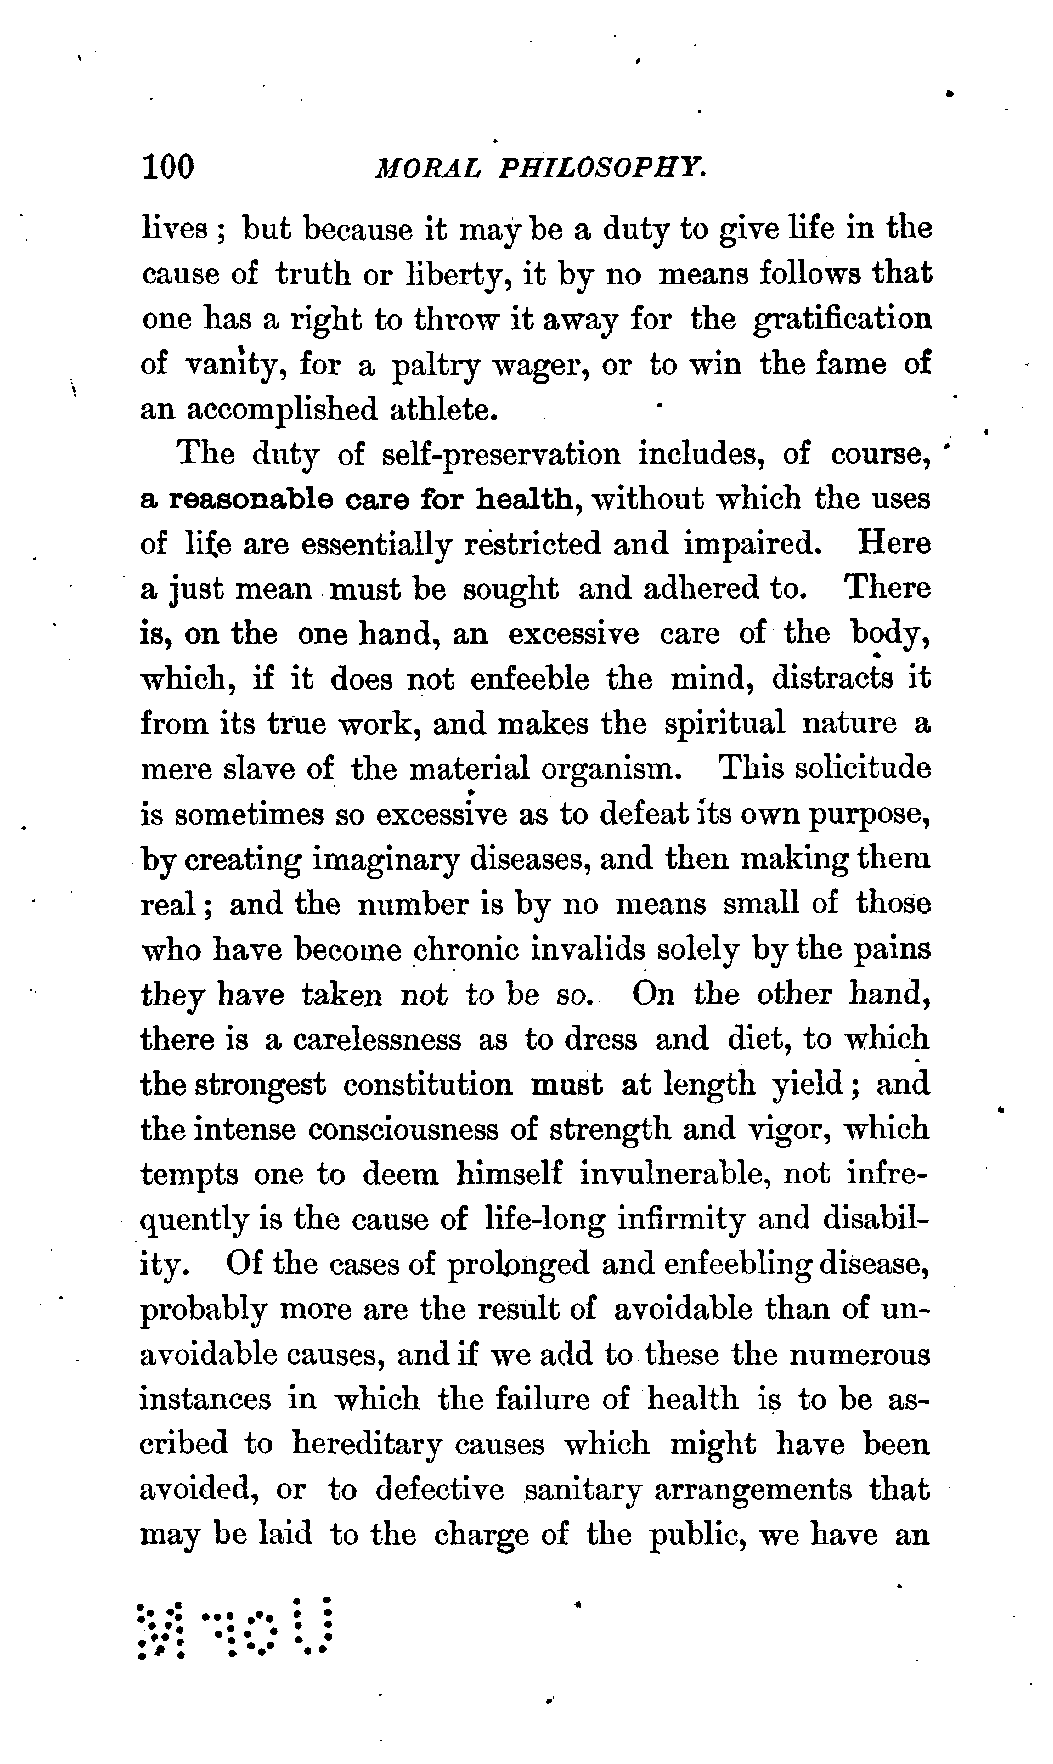 100 MORAL PHILOSOPHY.
lives ; but because it may be a duty to give life in the
cause of truth or liberty, it by no means follows that
one has a right to throw it away for the gratification
of vanity, for a paltry wager, or to win the fame of
an accomplished athlete.
The duty of self-preservation includes, of course,
a reasonable care for health, without which the uses
of life are essentially restricted and impaired. Here
a just mean must be sought and adhered to. There
is, on the one hand, an excessive care of the body,
which, if it does not enfeeble the mind, distracts it
from its true work, and makes the spiritual nature a
mere slave of the material organism. This solicitude
is sometimes so excessive as to defeat its own purpose,
by creating imaginary diseases, and then making them
real ; and the number is by no means small of those
who have become chronic invalids solely by the pains
they have taken not to be so. On the other hand,
there is a carelessness as to dress and diet, to which
the strongest constitution must at length yield ; and
the intense consciousness of strength and vigor, which
tempts one to deem himself invulnerable, not infre-
quently is the cause of life-long infirmity and disabil-
ity. Of the cases of prolonged and enfeebling disease,
probably more are the result of avoidable than of un-
avoidable causes, and if we add to these the numerous
instances in which the failure of health is to be as-
cribed to hereditary causes which might have been
avoided, or to defective sanitary arrangements that
may be laid to the charge of the public, we have an